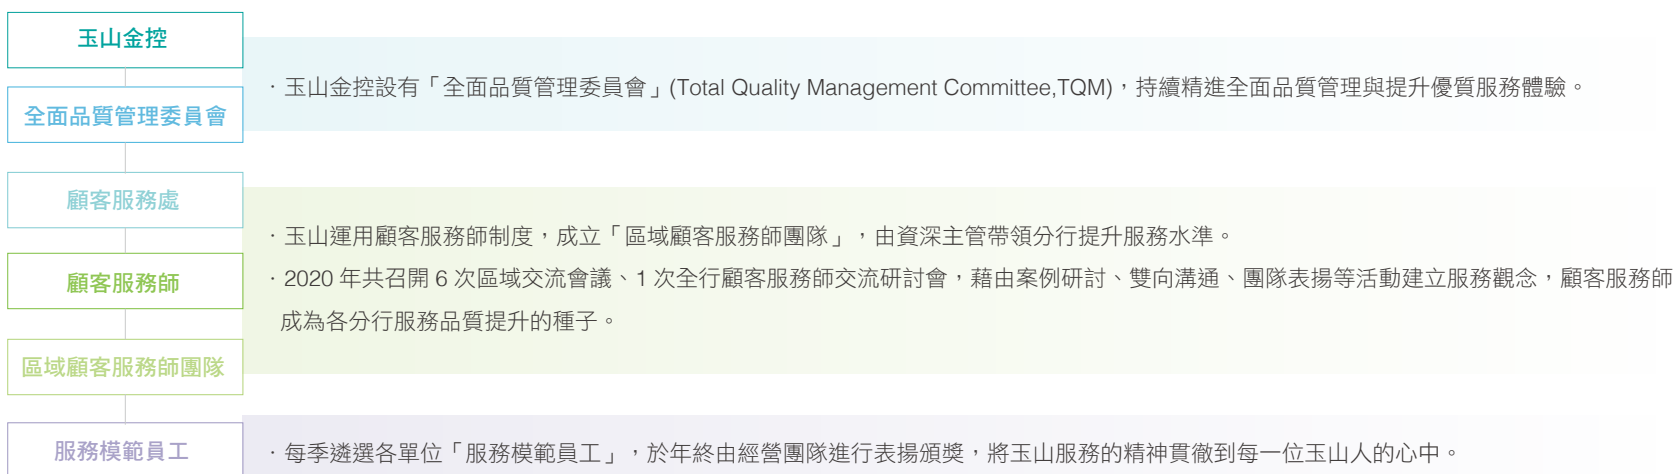 玉山金控
全面品質管理委員會
·玉山金控設有「全面品質管理委員會」(Total Quality Management Committee,TQM)，持續精進全面品質管理與提升優質服務體驗。
顧客服務處
顧客服務師
區域顧客服務師團隊
·玉山運用顧客服務師制度，成立「區域顧客服務師團隊」，由資深主管帶領分行提升服務水準。
·2020 年共召開 6 次區域交流會議、1 次全行顧客服務師交流研討會，藉由案例研討、雙向溝通、團隊表揚等活動建立服務觀念，顧客服務師
成為各分行服務品質提升的種子。
服務模範員工
·每季遴選各單位「服務模範員工」，於年終由經營團隊進行表揚頒獎，將玉山服務的精神貫徹到每一位玉山人的心中。